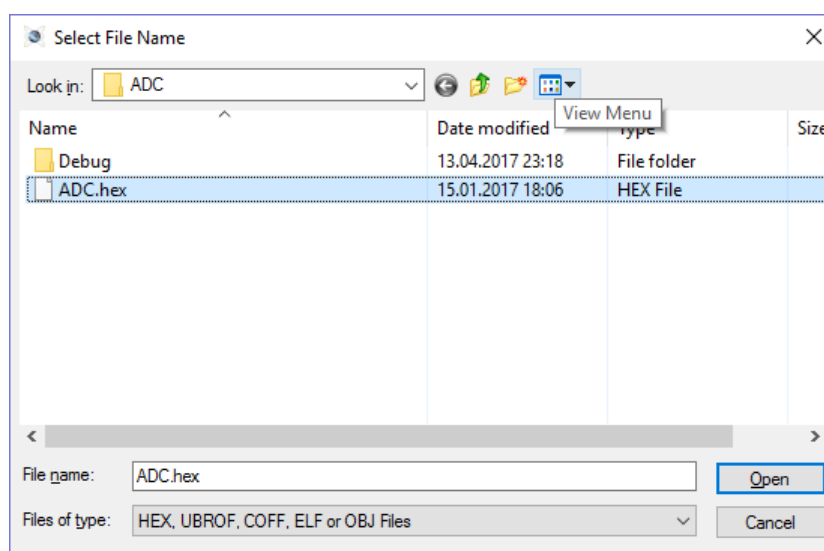 Select File Name
Look in: ADC
View Menu
Name Date modified Type Size
Debug 13.04.2017 23:18 File folder
ADC.hex 15.01.2017 18:06 HEX File
File name: ADC.hex Open
Files of type: HEX, UBROF, COFF, ELF or OBJ Files Cancel